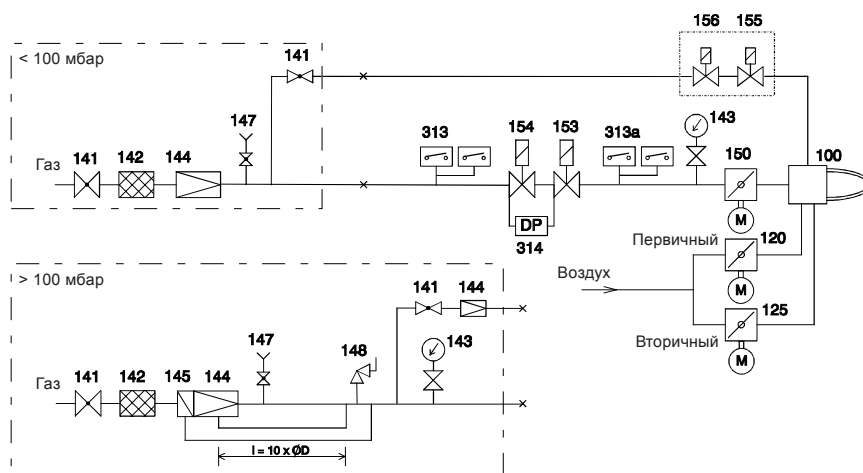 156 155
< 100 мбар
141
147
143
313 154 153 313a
100
Газ 141 142 144
150
M
DP
314
Первичный 120
M
Воздух
> 100 мбар
141 144
125
Вторичный
M
147
148 143
Газ 141 142 145 144
l = 10 x ØD